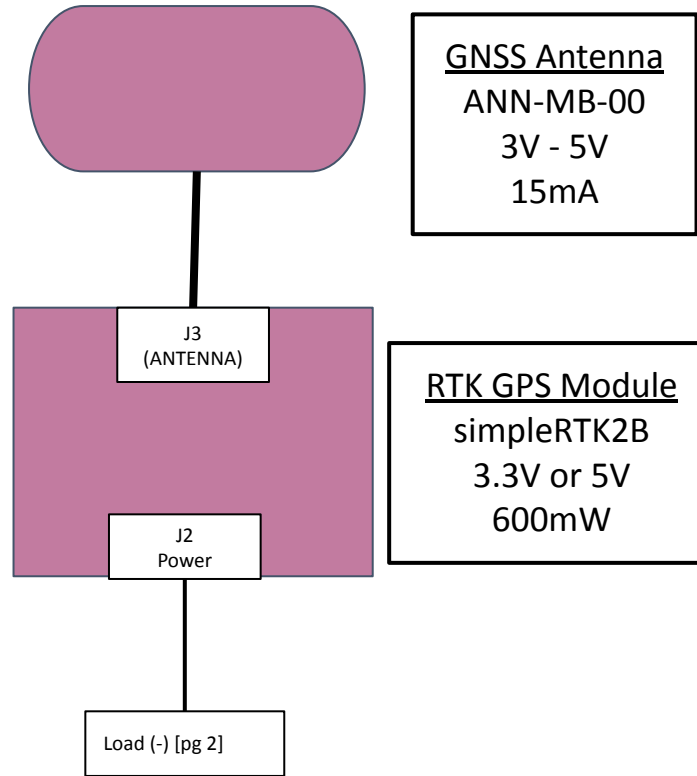 GNSS Antenna
ANN-MB-00
3V - 5V
15mA
J3
(ANTENNA)
RTK GPS Module
simpleRTK2B
3.3V or 5V
600mW
J2
Power
Load (-) [pg 2]